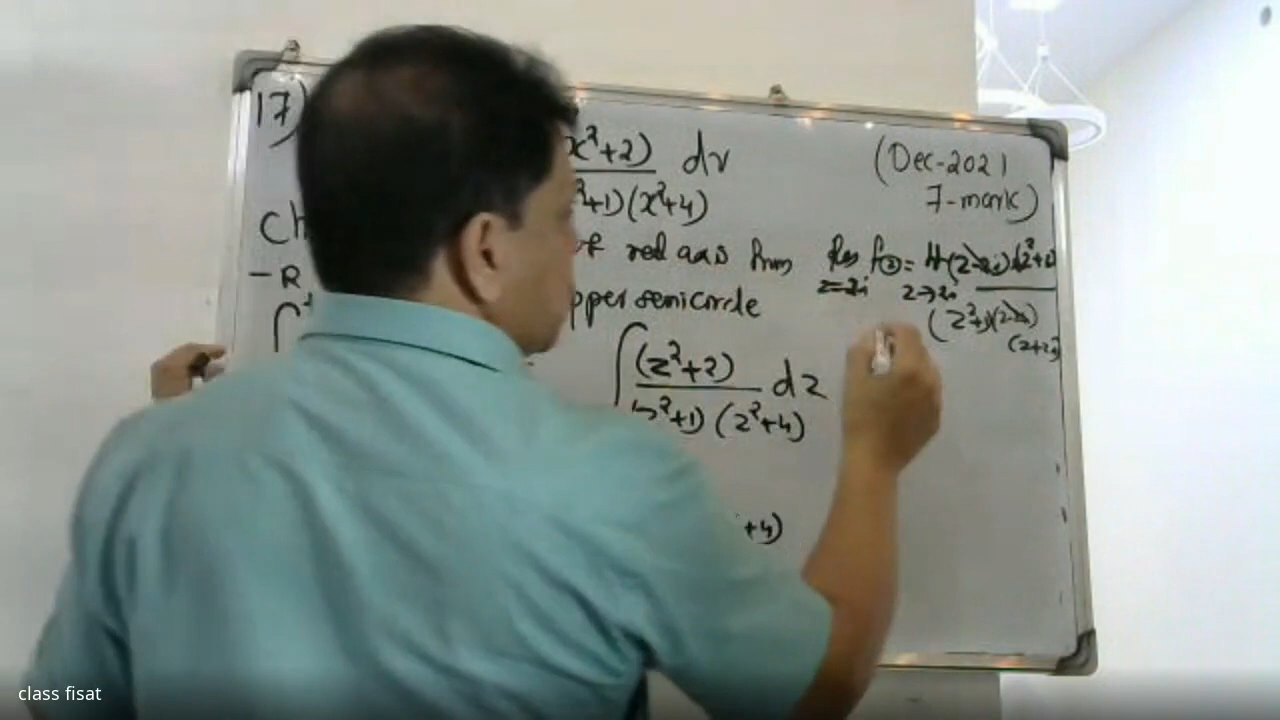 17)
x²+2) dx
²+1)(x²+4)
(Dec-2021
7-mark)
Ch
of real axis from
-R
upper semicircle
Res f(z) = lt (z-2i)(z²+2)
z=2i z→2i
(z²+1)(z-2i)
(z+2i)
∫ (z²+2) dz
(z²+1) (z²+4)
+4)
class fisat